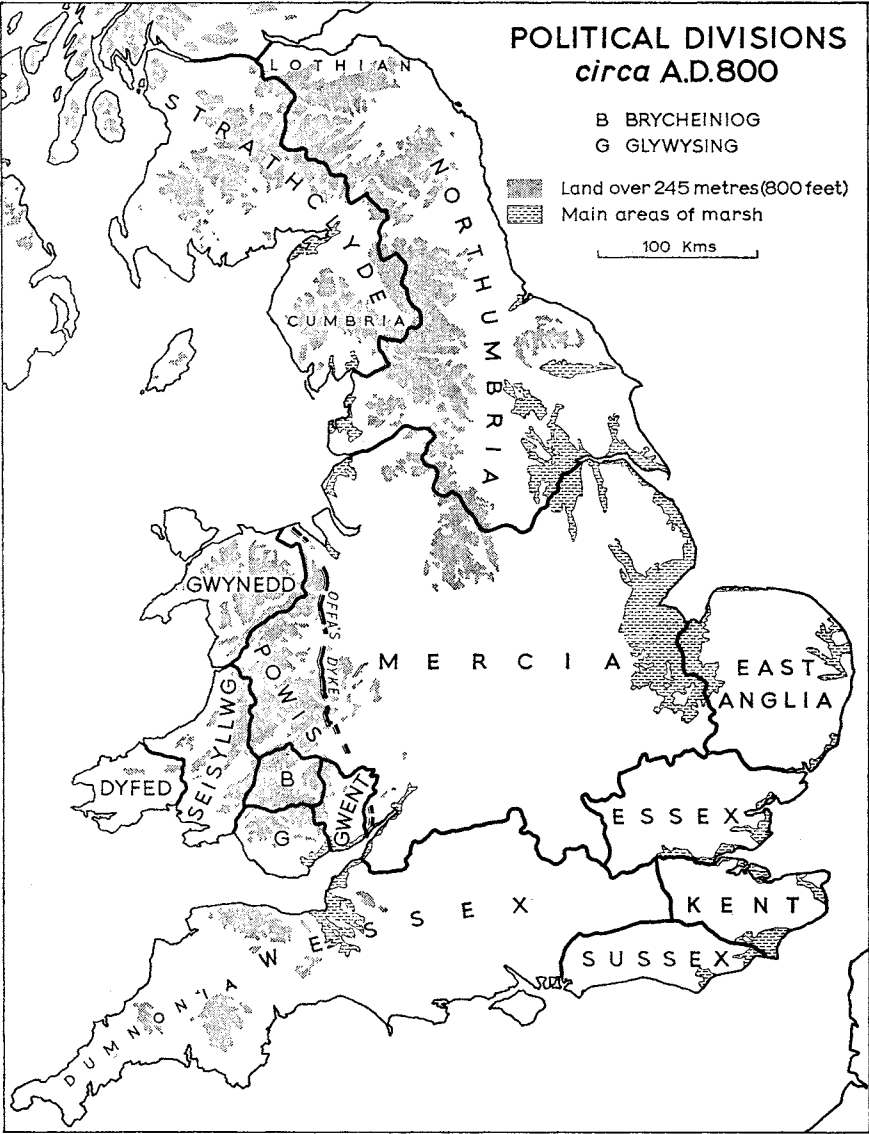 POLITICAL DIVISIONS
circa A.D.800
B BRYCHEINIOG
G GLYWYSING
Land over 245 metres (800 feet)
Main areas of marsh
100 Kms
LOTHIAN
STRATHCLYDE
NORTHUMBRIA
CUMBRIA
GWYNEDD
OFFAS DYKE
POWIS
MERCIA
EAST
ANGLIA
SEISYLLWG
DYFED
B
GWENT
G
ESSEX
WESSEX
KENT
SUSSEX
DUMNONIA